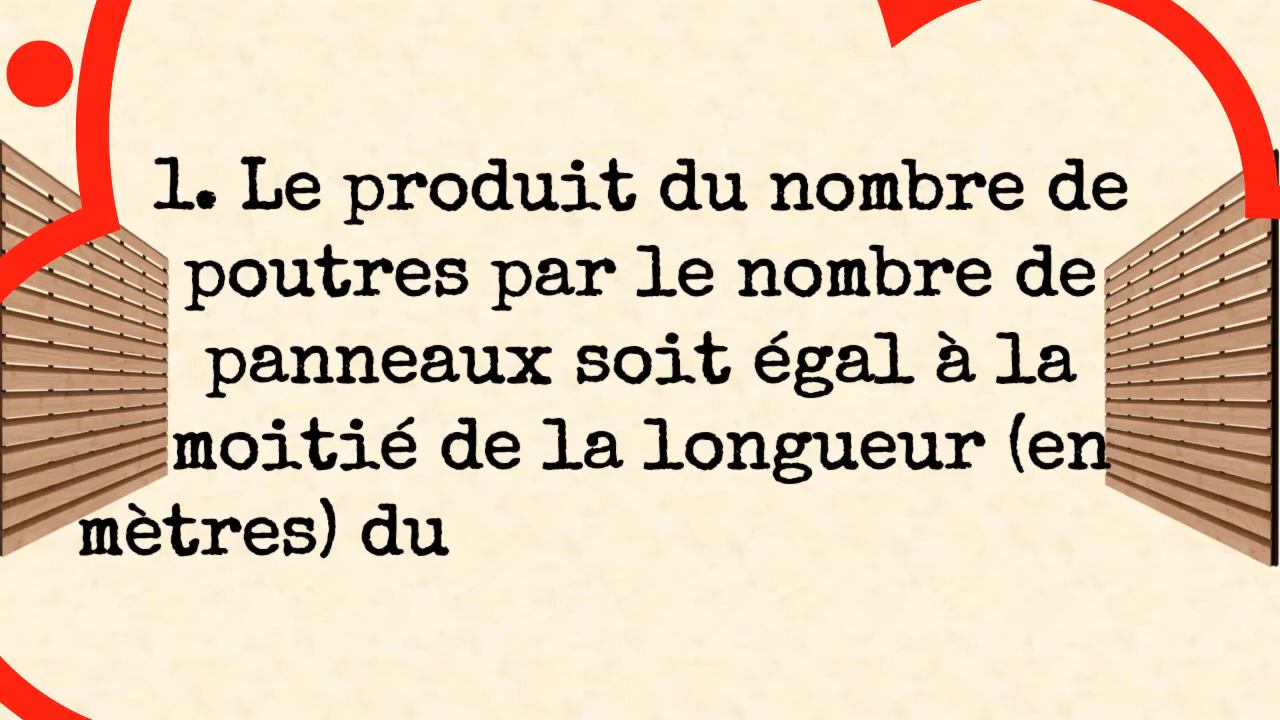 1. Le produit du nombre de
poutres par le nombre de
panneaux soit égal à la
moitié de la longueur (en
mètres) du